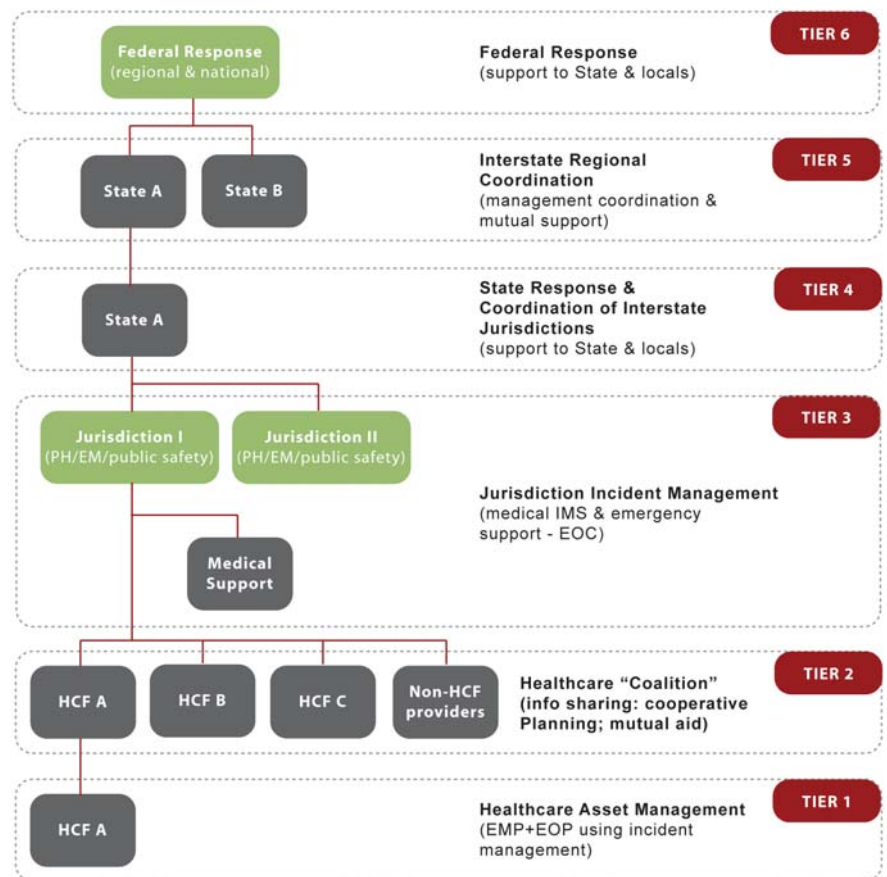 TIER 6
Federal Response
(regional & national)
Federal Response
(support to State & locals)
TIER 5
State A
State B
Interstate Regional
Coordination
(management coordination &
mutual support)
TIER 4
State A
State Response &
Coordination of Interstate
Jurisdictions
(support to State & locals)
TIER 3
Jurisdiction I
(PH/EM/public safety)
Jurisdiction II
(PH/EM/public safety)
Jurisdiction Incident Management
(medical IMS & emergency
support - EOC)
Medical
Support
TIER 2
HCF A
HCF B
HCF C
Non-HCF
providers
Healthcare “Coalition”
(info sharing: cooperative
Planning; mutual aid)
TIER 1
HCF A
Healthcare Asset Management
(EMP+EOP using incident
management)